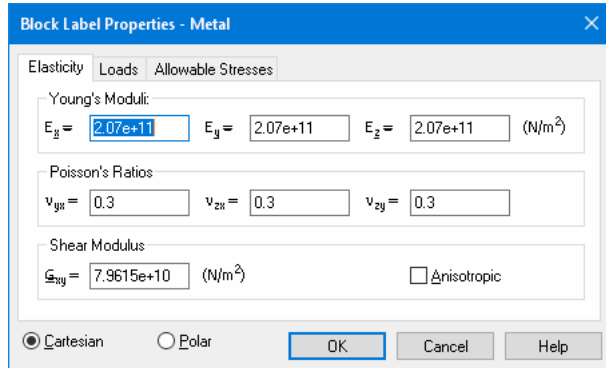 Block Label Properties - Metal
Elasticity Loads Allowable Stresses
Young's Moduli:
Ex = 2.07e+11 Ey = 2.07e+11 Ez = 2.07e+11 (N/m²)
Poisson's Ratios
νyx = 0.3 νzx = 0.3 νzy = 0.3
Shear Modulus
Gxy = 7.9615e+10 (N/m²) Anisotropic
Cartesian Polar OK Cancel Help